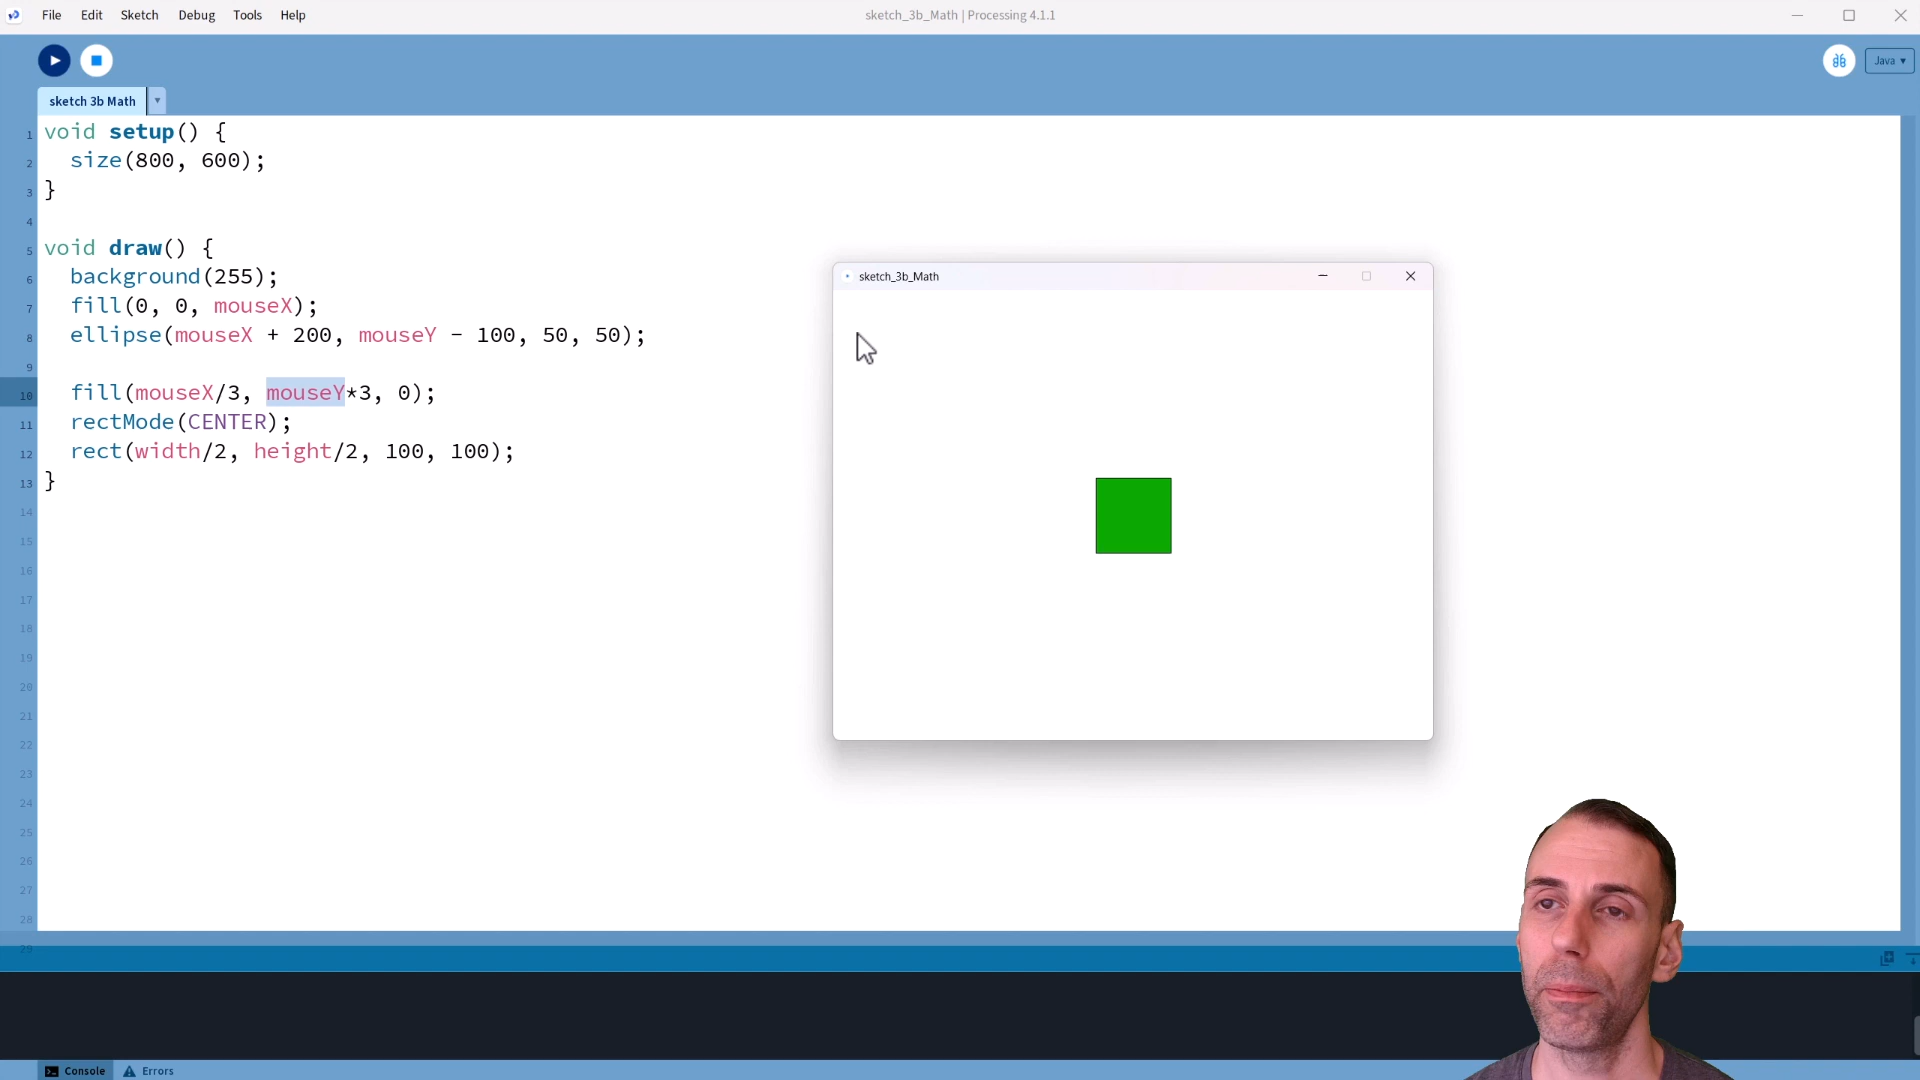 File Edit Sketch Debug Tools Help
sketch_3b_Math | Processing 4.1.1
Java ▾
sketch 3b Math ▾
1 void setup() {
2 size(800, 600);
3 }
4
5 void draw() {
6 background(255);
7 fill(0, 0, mouseX);
8 ellipse(mouseX + 200, mouseY - 100, 50, 50);
9
10 fill(mouseX/3, mouseY*3, 0);
11 rectMode(CENTER);
12 rect(width/2, height/2, 100, 100);
13 }
14
15
16
17
18
19
20
21
22
23
24
25
26
27
28
29
sketch_3b_Math
Console Errors